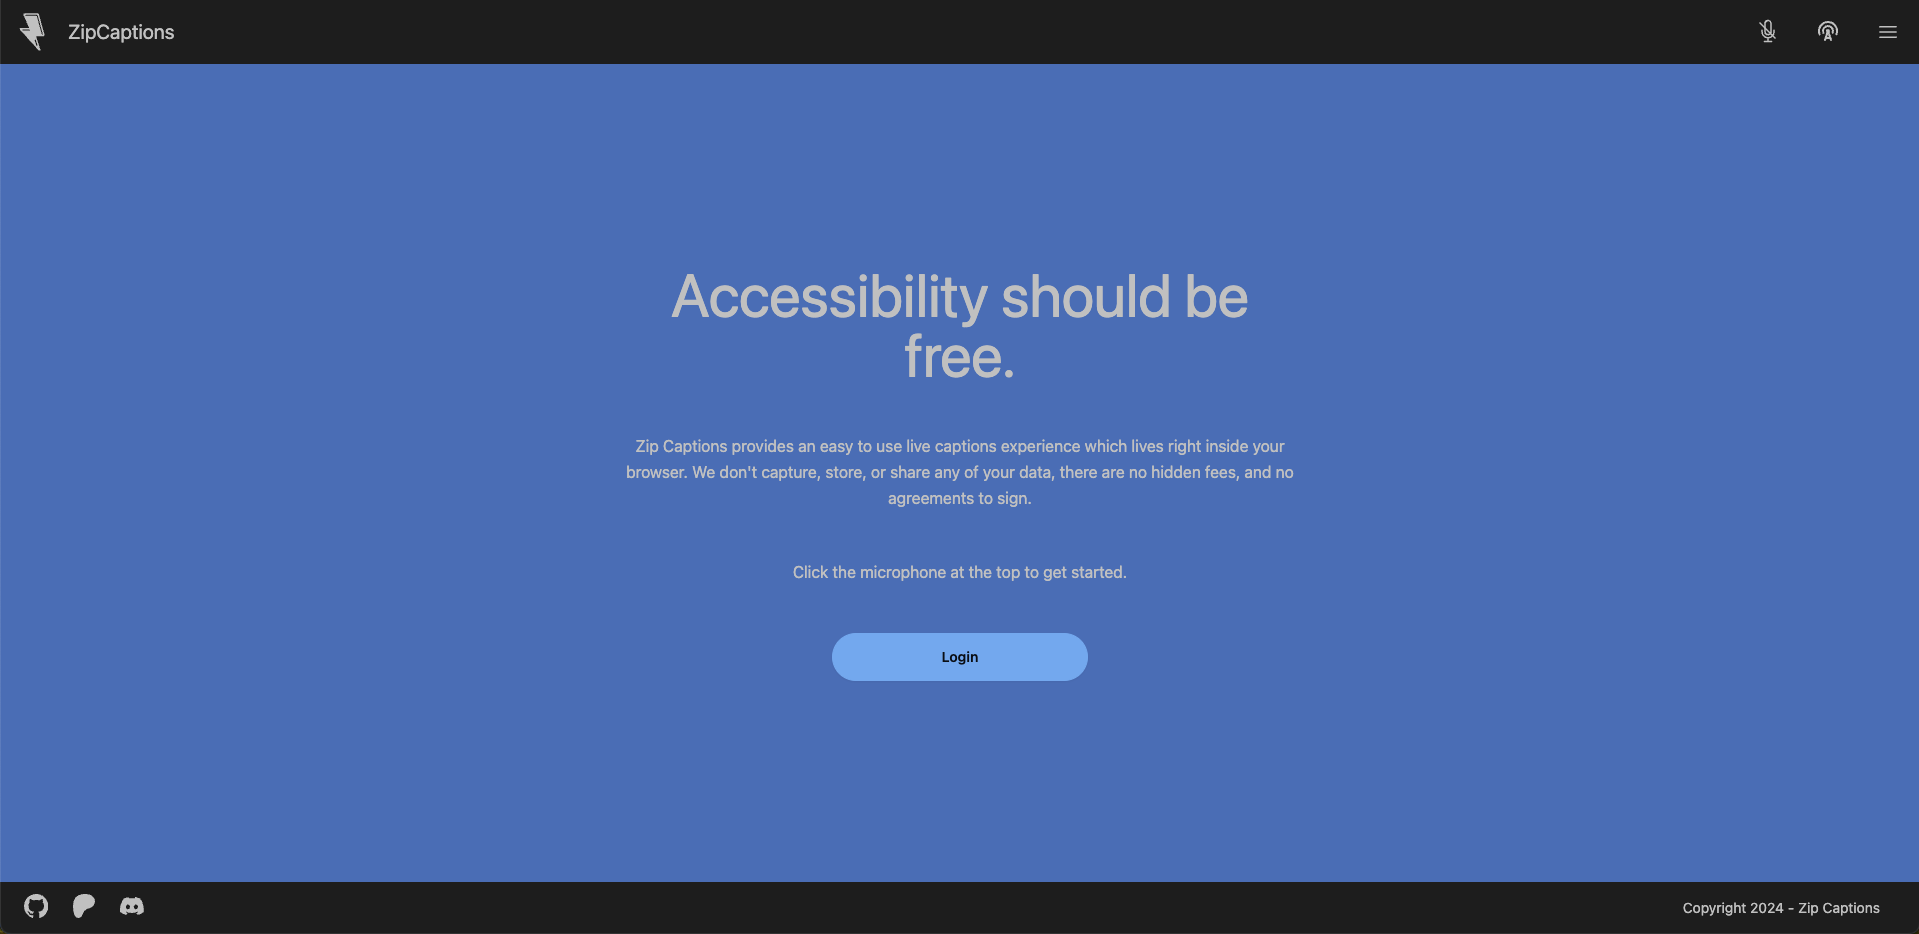 ZipCaptions
Accessibility should be
free.
Zip Captions provides an easy to use live captions experience which lives right inside your
browser. We don't capture, store, or share any of your data, there are no hidden fees, and no
agreements to sign.
Click the microphone at the top to get started.
Login
Copyright 2024 - Zip Captions